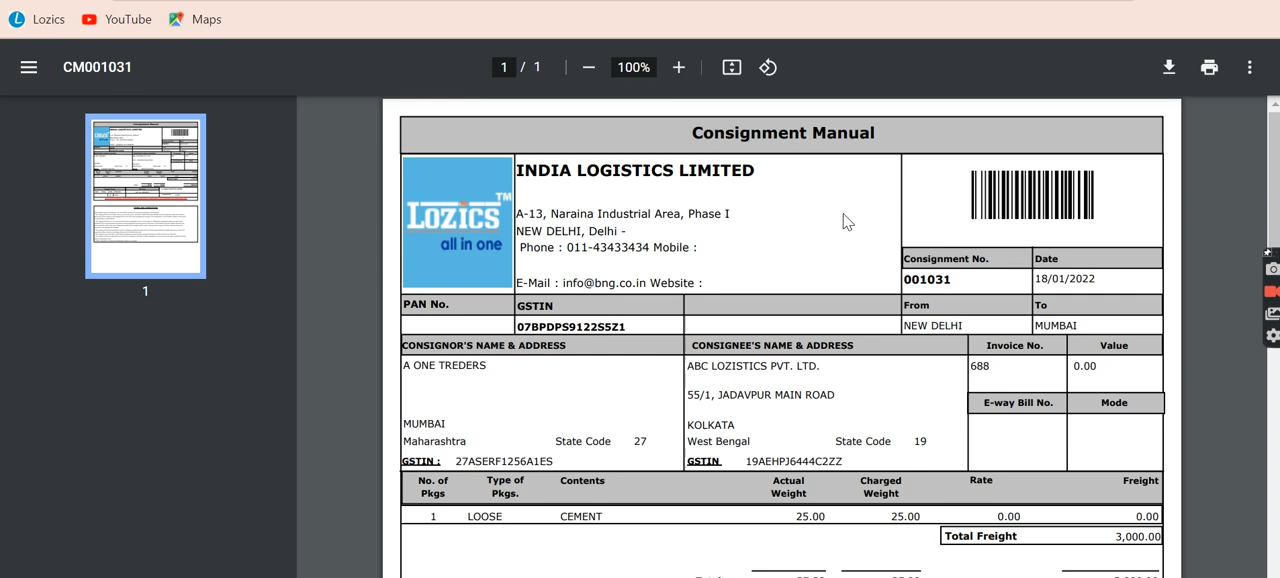 Lozics YouTube Maps
CM001031 1 / 1 100%
1
Consignment Manual
LOZICS TM
all in one
INDIA LOGISTICS LIMITED
A-13, Naraina Industrial Area, Phase I
NEW DELHI, Delhi -
Phone : 011-43433434 Mobile :
E-Mail : info@bng.co.in Website :
Consignment No. Date
001031 18/01/2022
PAN No. GSTIN From To
07BPDPS9122S5Z1 NEW DELHI MUMBAI
CONSIGNOR'S NAME & ADDRESS CONSIGNEE'S NAME & ADDRESS Invoice No. Value
A ONE TREDERS ABC LOZISTICS PVT. LTD. 688 0.00
55/1, JADAVPUR MAIN ROAD
E-way Bill No. Mode
MUMBAI KOLKATA
Maharashtra State Code 27 West Bengal State Code 19
GSTIN : 27ASERF1256A1ES GSTIN 19AEHPJ6444C2ZZ
No. of Pkgs Type of Pkgs. Contents Actual Weight Charged Weight Rate Freight
1 LOOSE CEMENT 25.00 25.00 0.00 0.00
Total Freight 3,000.00